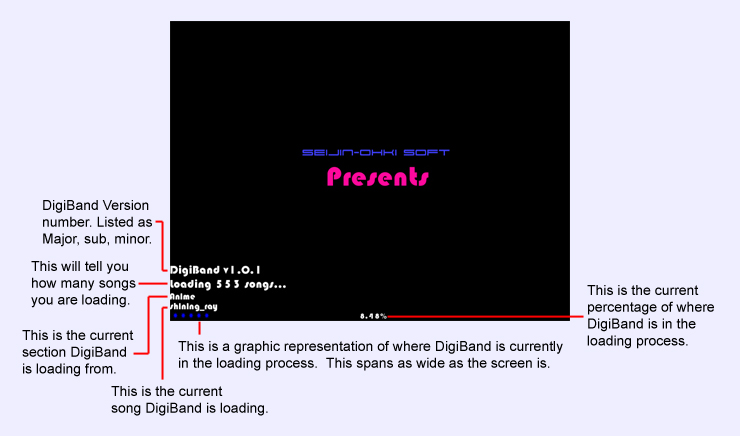 SEIJIN-OHKI SOFT
Presents
DigiBand Version
number. Listed as
Major, sub, minor.
DigiBand v1.0.1
This will tell you
how many songs
you are loading.
Loading 553 songs...
Anime
shining_ray
8.48%
This is the current
percentage of where
DigiBand is in the
loading process.
This is the current
section DigiBand
is loading from.
This is a graphic representation of where DigiBand is currently
in the loading process. This spans as wide as the screen is.
This is the current
song DigiBand is loading.